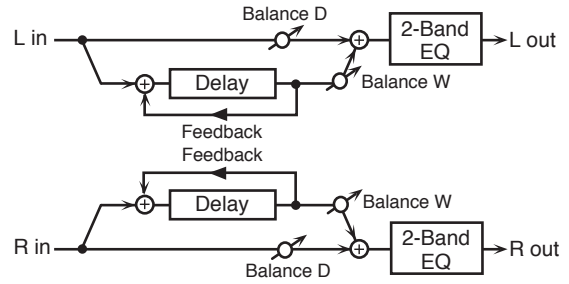 Balance D
L in
2-Band
EQ
L out
Delay
Balance W
Feedback
Feedback
Delay
Balance W
R in
2-Band
EQ
R out
Balance D